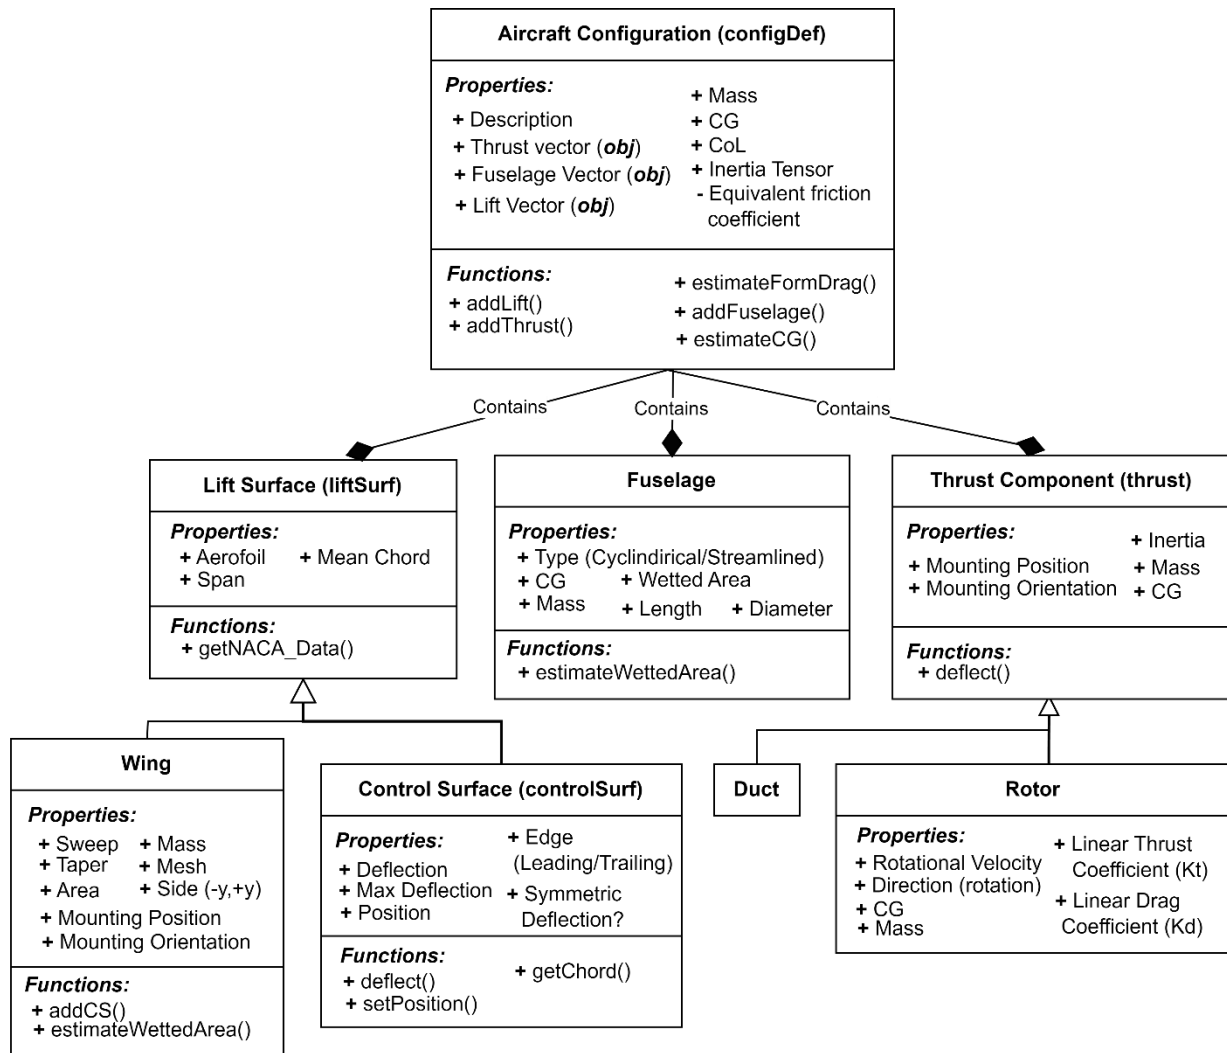 Aircraft Configuration (configDef)
Properties:
+ Description
+ Thrust vector (obj)
+ Fuselage Vector (obj)
+ Lift Vector (obj)
+ Mass
+ CG
+ CoL
+ Inertia Tensor
- Equivalent friction
coefficient
Functions:
+ addLift()
+ addThrust()
+ estimateFormDrag()
+ addFuselage()
+ estimateCG()
Contains
Contains
Contains
Lift Surface (liftSurf)
Properties:
+ Aerofoil
+ Span
+ Mean Chord
Functions:
+ getNACA_Data()
Fuselage
Properties:
+ Type (Cyclindirical/Streamlined)
+ CG
+ Wetted Area
+ Mass
+ Length
+ Diameter
Functions:
+ estimateWettedArea()
Thrust Component (thrust)
Properties:
+ Mounting Position
+ Mounting Orientation
+ Inertia
+ Mass
+ CG
Functions:
+ deflect()
Wing
Properties:
+ Sweep
+ Taper
+ Area
+ Mass
+ Mesh
+ Side (-y,+y)
+ Mounting Position
+ Mounting Orientation
Functions:
+ addCS()
+ estimateWettedArea()
Control Surface (controlSurf)
Properties:
+ Deflection
+ Max Deflection
+ Position
+ Edge
(Leading/Trailing)
+ Symmetric
Deflection?
Functions:
+ deflect()
+ setPosition()
+ getChord()
Duct
Rotor
Properties:
+ Rotational Velocity
+ Direction (rotation)
+ CG
+ Mass
+ Linear Thrust
Coefficient (Kt)
+ Linear Drag
Coefficient (Kd)